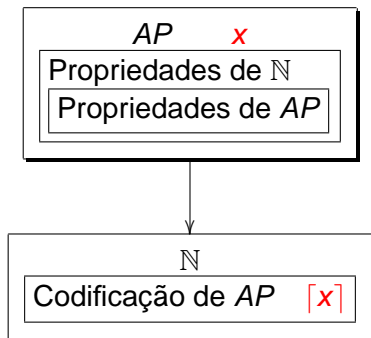 AP x
Propriedades de ℕ
Propriedades de AP
ℕ
Codificação de AP ⌈x⌉